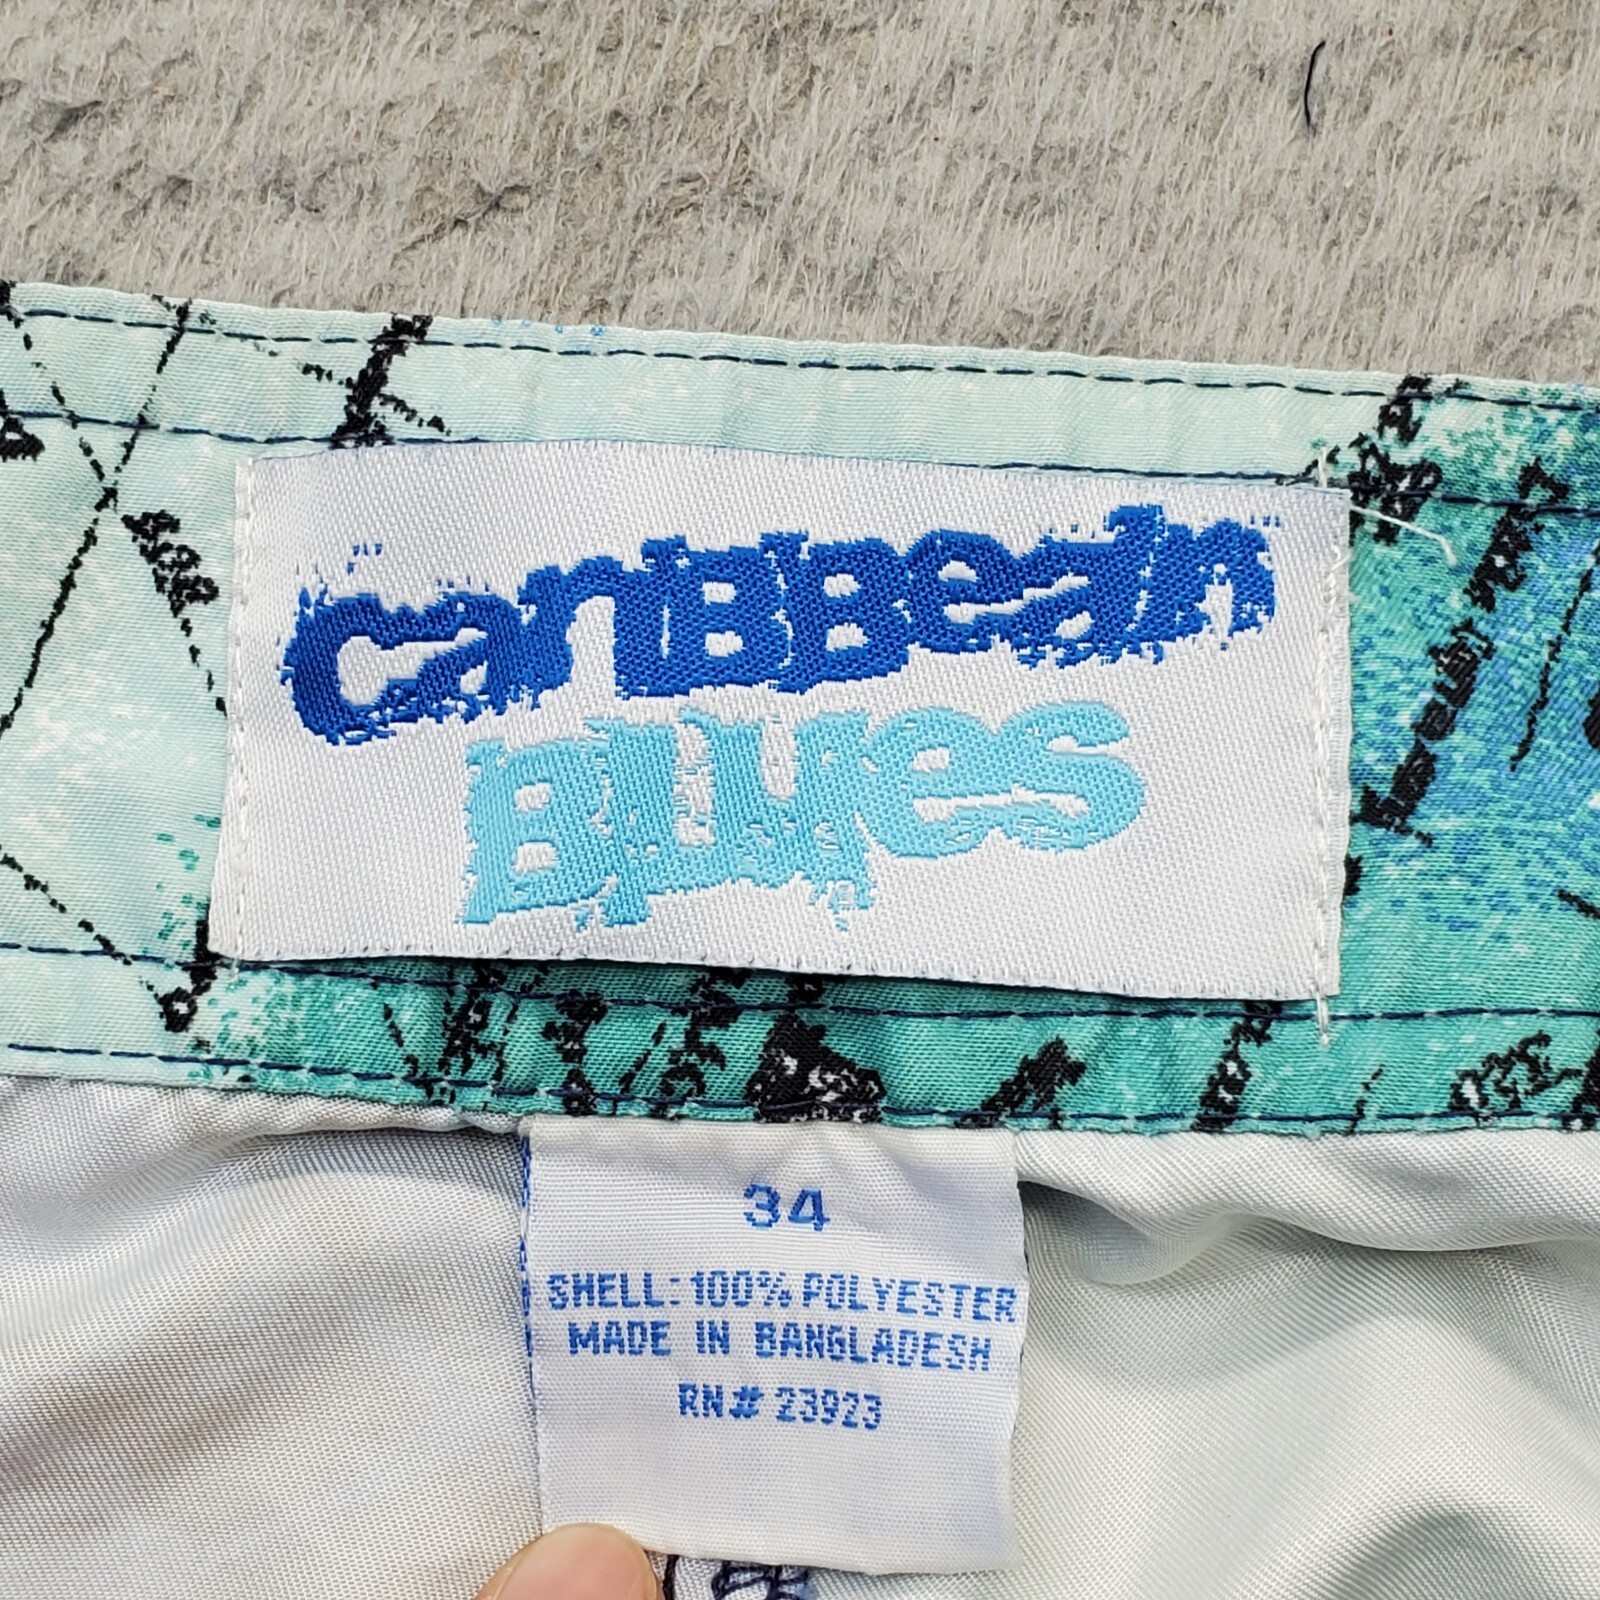 CariBBean
BLues
34
SHELL: 100% POLYESTER
MADE IN BANGLADESH
RN# 23923